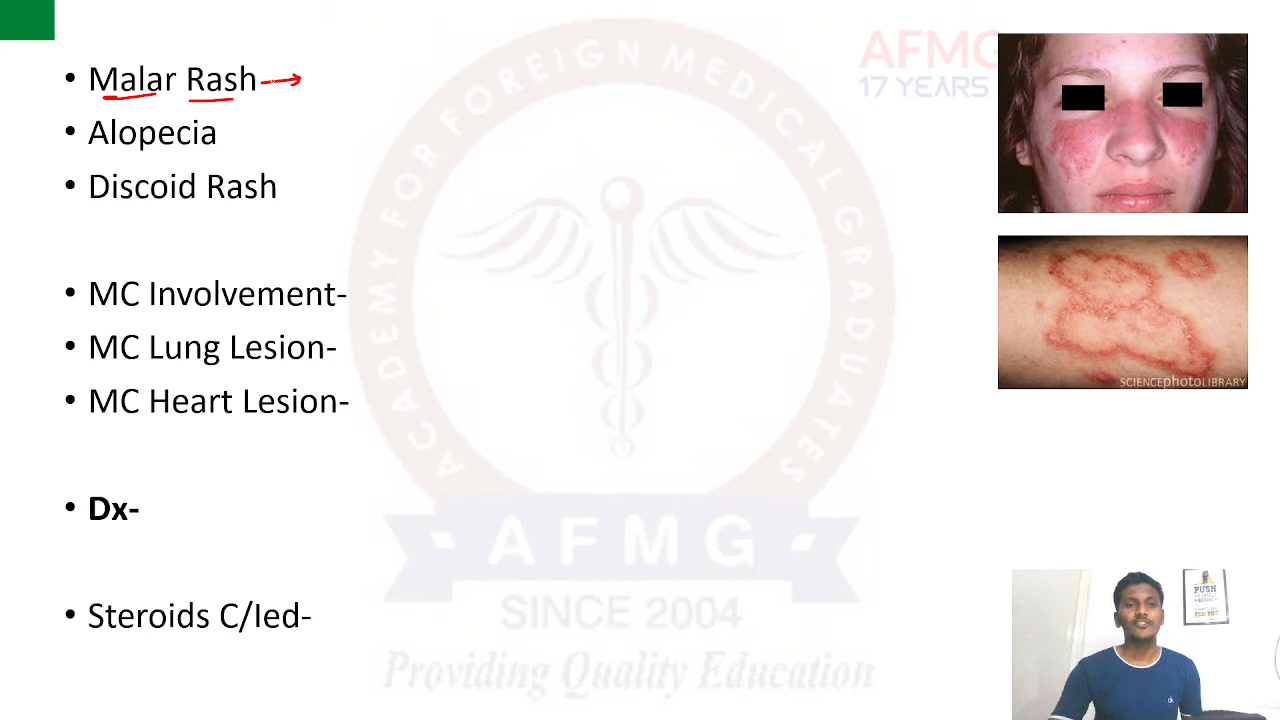 AFMG
17 YEARS
• Malar Rash
• Alopecia
• Discoid Rash
• MC Involvement-
• MC Lung Lesion-
• MC Heart Lesion-
• Dx-
• Steroids C/Ied-
ACADEMY FOR FOREIGN MEDICAL GRADUATES
AFMG
SINCE 2004
Providing Quality Education
SCIENCEphotoLIBRARY
PUSH